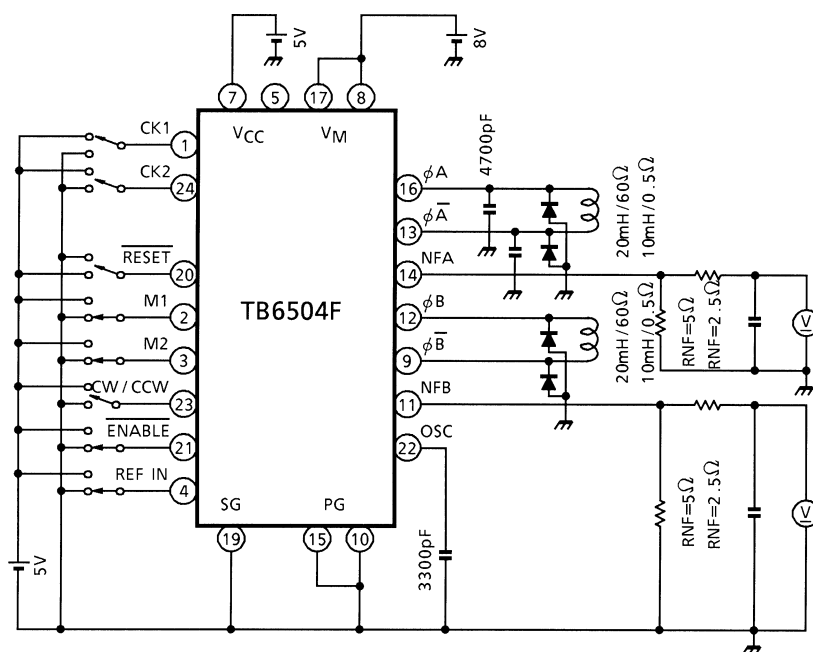 5V
8V
7
5
17
8
VCC
VM
CK1
1
CK2
24
RESET
20
M1
2
M2
3
CW / CCW
23
ENABLE
21
REF IN
4
TB6504F
SG
PG
19
15
10
5V
16
φA
13
φA̅
14
NFA
12
φB
9
φB̅
11
NFB
22
OSC
4700pF
3300pF
20mH/60Ω
10mH/0.5Ω
20mH/60Ω
10mH/0.5Ω
RNF=5Ω
RNF=2.5Ω
V
RNF=5Ω
RNF=2.5Ω
V